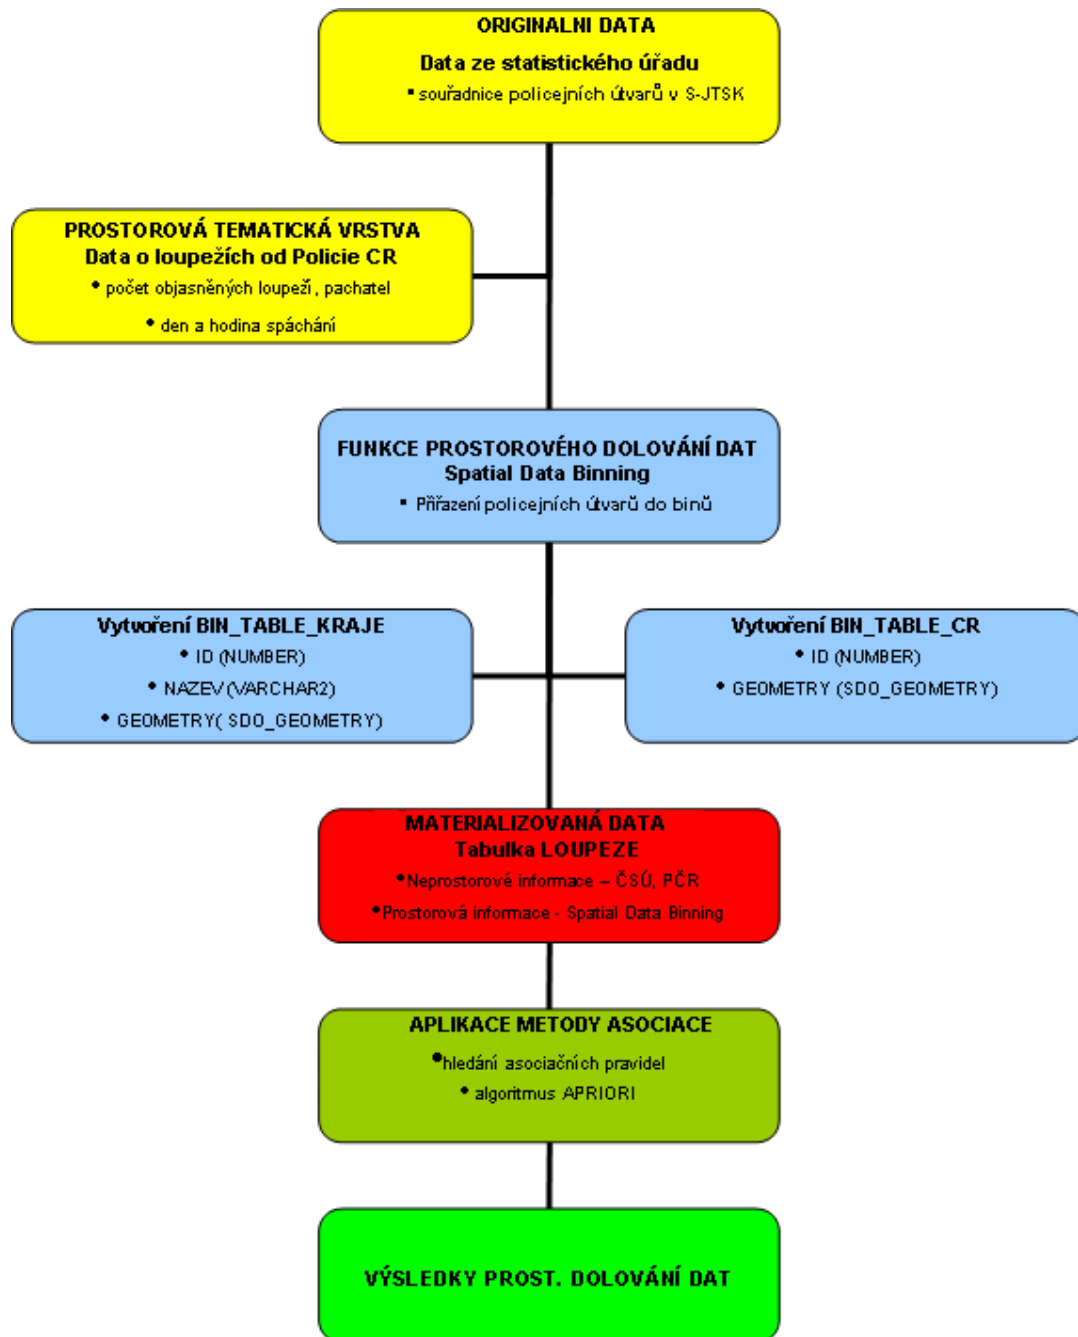 ORIGINALNI DATA
Data ze statistického úřadu
▪ souřadnice policejních útvarů v S-JTSK
PROSTOROVÁ TEMATICKÁ VRSTVA
Data o loupežích od Policie CR
• počet objasněných loupeží, pachatel
• den a hodina spáchání
FUNKCE PROSTOROVÉHO DOLOVÁNÍ DAT
Spatial Data Binning
▪ Přiřazení policejních útvarů do binů
Vytvoření BIN_TABLE_KRAJE
• ID (NUMBER)
• NAZEV (VARCHAR2)
• GEOMETRY( SDO_GEOMETRY)
Vytvoření BIN_TABLE_CR
• ID (NUMBER)
• GEOMETRY (SDO_GEOMETRY)
MATERIALIZOVANÁ DATA
Tabulka LOUPEZE
•Neprostorové informace – ČSÚ, PČR
•Prostorová informace - Spatial Data Binning
APLIKACE METODY ASOCIACE
•hledání asociačních pravidel
• algoritmus APRIORI
VÝSLEDKY PROST. DOLOVÁNÍ DAT